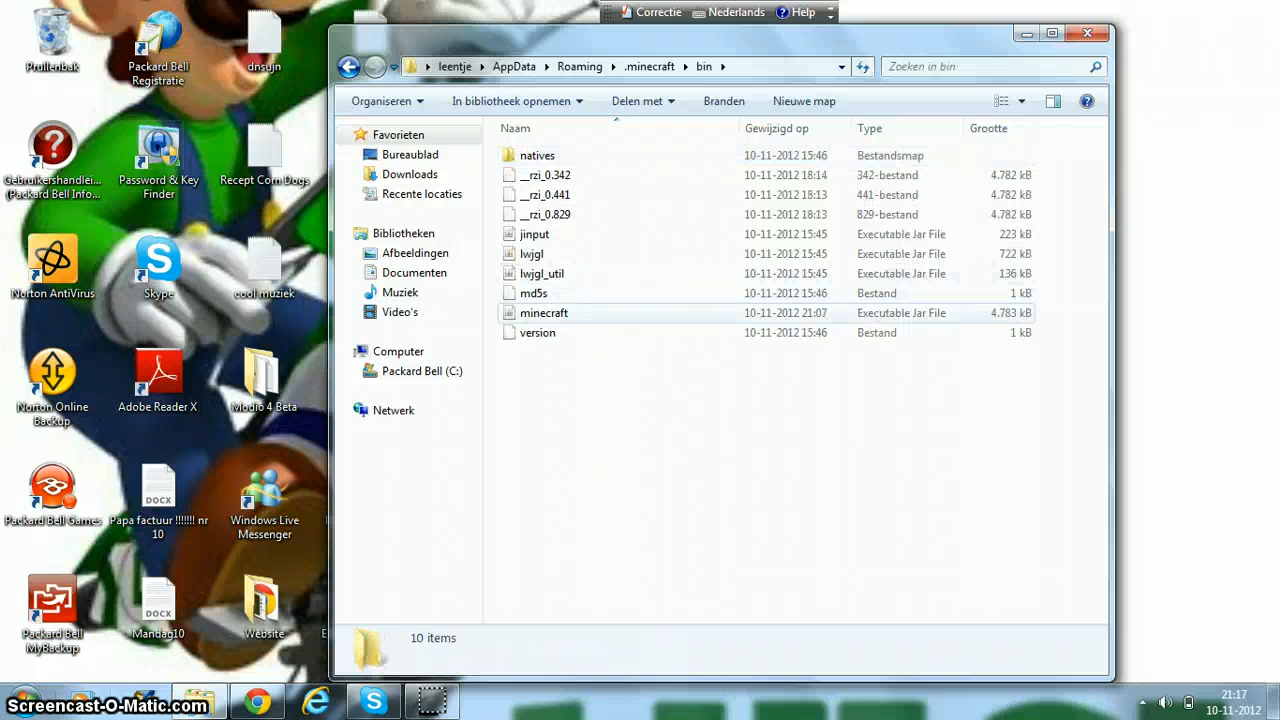 Correctie Nederlands Help
leentje AppData Roaming .minecraft bin
Zoeken in bin
Organiseren In bibliotheek opnemen Delen met Branden Nieuwe map
Naam Gewijzigd op Type Grootte
natives 10-11-2012 15:46 Bestandsmap
__rzi_0.342 10-11-2012 18:14 342-bestand 4.782 kB
__rzi_0.441 10-11-2012 18:13 441-bestand 4.782 kB
__rzi_0.829 10-11-2012 18:13 829-bestand 4.782 kB
jinput 10-11-2012 15:45 Executable Jar File 223 kB
lwjgl 10-11-2012 15:45 Executable Jar File 722 kB
lwjgl_util 10-11-2012 15:45 Executable Jar File 136 kB
md5s 10-11-2012 15:46 Bestand 1 kB
minecraft 10-11-2012 21:07 Executable Jar File 4.783 kB
version 10-11-2012 15:46 Bestand 1 kB
Favorieten
Bureaublad
Downloads
Recente locaties
Bibliotheken
Afbeeldingen
Documenten
Muziek
Video's
Computer
Packard Bell (C:)
Netwerk
10 items
Prullenbak
Packard Bell
Registratie
dnsujn
Gebruikershandlei...
(Packard Bell Info...
Password & Key
Finder
Recept Corn Dogs
Norton AntiVirus
Skype
cool muziek
Norton Online
Backup
Adobe Reader X
Modio 4 Beta
Packard Bell Games
DOCX
Papa factuur !!!!!!! nr
10
Windows Live
Messenger
Packard Bell
MyBackup
DOCX
Mandag10
Website
Screencast-O-Matic.com
21:17
10-11-2012